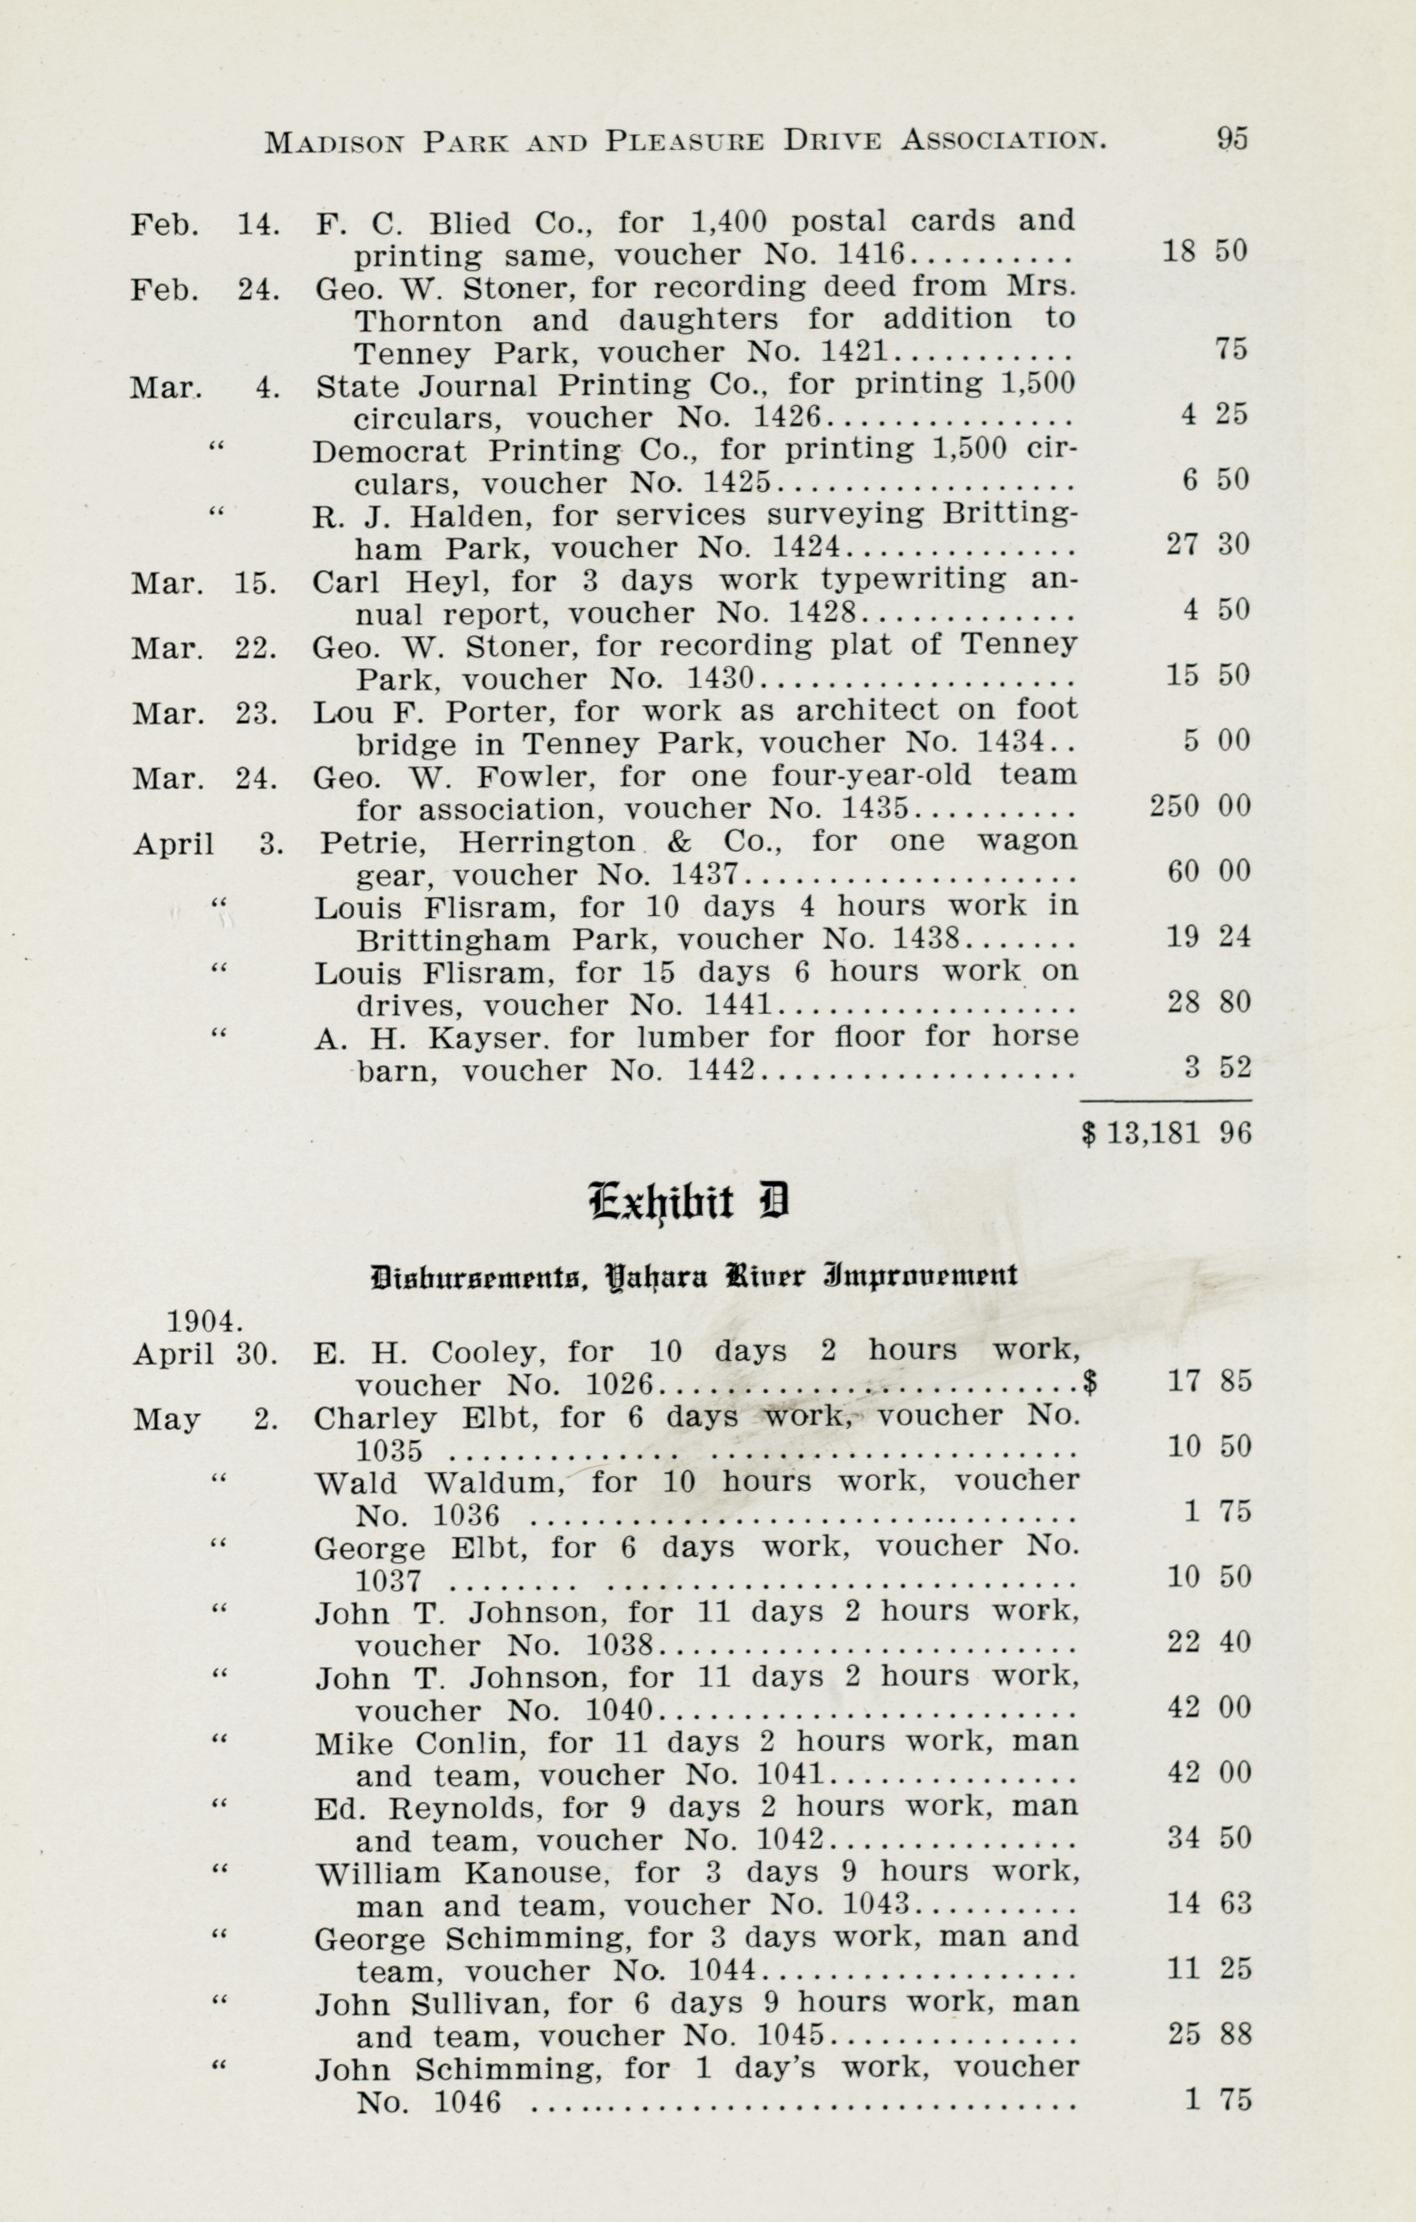 MADISON PARK AND PLEASURE DRIVE ASSOCIATION. 95
Feb. 14. F. C. Blied Co., for 1,400 postal cards and
printing same, voucher No. 1416.......... 18 50
Feb. 24. Geo. W. Stoner, for recording deed from Mrs.
Thornton and daughters for addition to
Tenney Park, voucher No. 1421........... 75
Mar. 4. State Journal Printing Co., for printing 1,500
circulars, voucher No. 1426............... 4 25
“ Democrat Printing Co., for printing 1,500 cir-
culars, voucher No. 1425.................. 6 50
“ R. J. Halden, for services surveying Britting-
ham Park, voucher No. 1424.............. 27 30
Mar. 15. Carl Heyl, for 3 days work typewriting an-
nual report, voucher No. 1428............. 4 50
Mar. 22. Geo. W. Stoner, for recording plat of Tenney
Park, voucher No. 1430................... 15 50
Mar. 23. Lou F. Porter, for work as architect on foot
bridge in Tenney Park, voucher No. 1434.. 5 00
Mar. 24. Geo. W. Fowler, for one four-year-old team
for association, voucher No. 1435.......... 250 00
April 3. Petrie, Herrington & Co., for one wagon
gear, voucher No. 1437.................... 60 00
“ Louis Flisram, for 10 days 4 hours work in
Brittingham Park, voucher No. 1438....... 19 24
“ Louis Flisram, for 15 days 6 hours work on
drives, voucher No. 1441.................. 28 80
“ A. H. Kayser. for lumber for floor for horse
barn, voucher No. 1442................... 3 52
$ 13,181 96
Exhibit D
Disbursements, Yahara River Improvement
1904.
April 30. E. H. Cooley, for 10 days 2 hours work,
voucher No. 1026.........................$ 17 85
May 2. Charley Elbt, for 6 days work, voucher No.
1035 .................................... 10 50
“ Wald Waldum, for 10 hours work, voucher
No. 1036 ................................. 1 75
“ George Elbt, for 6 days work, voucher No.
1037 .................................... 10 50
“ John T. Johnson, for 11 days 2 hours work,
voucher No. 1038......................... 22 40
“ John T. Johnson, for 11 days 2 hours work,
voucher No. 1040......................... 42 00
“ Mike Conlin, for 11 days 2 hours work, man
and team, voucher No. 1041............... 42 00
“ Ed. Reynolds, for 9 days 2 hours work, man
and team, voucher No. 1042............... 34 50
“ William Kanouse, for 3 days 9 hours work,
man and team, voucher No. 1043.......... 14 63
“ George Schimming, for 3 days work, man and
team, voucher No. 1044................... 11 25
“ John Sullivan, for 6 days 9 hours work, man
and team, voucher No. 1045............... 25 88
“ John Schimming, for 1 day's work, voucher
No. 1046 ................................. 1 75